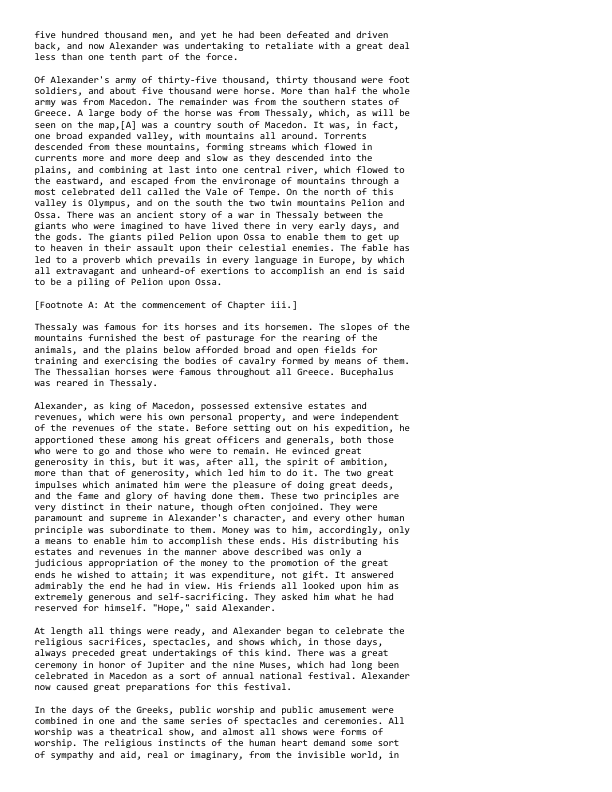 five hundred thousand men, and yet he had been defeated and driven
back, and now Alexander was undertaking to retaliate with a great deal
less than one tenth part of the force.

Of Alexander's army of thirty-five thousand, thirty thousand were foot
soldiers, and about five thousand were horse. More than half the whole
army was from Macedon. The remainder was from the southern states of
Greece. A large body of the horse was from Thessaly, which, as will be
seen on the map,[A] was a country south of Macedon. It was, in fact,
one broad expanded valley, with mountains all around. Torrents
descended from these mountains, forming streams which flowed in
currents more and more deep and slow as they descended into the
plains, and combining at last into one central river, which flowed to
the eastward, and escaped from the environage of mountains through a
most celebrated dell called the Vale of Tempe. On the north of this
valley is Olympus, and on the south the two twin mountains Pelion and
Ossa. There was an ancient story of a war in Thessaly between the
giants who were imagined to have lived there in very early days, and
the gods. The giants piled Pelion upon Ossa to enable them to get up
to heaven in their assault upon their celestial enemies. The fable has
led to a proverb which prevails in every language in Europe, by which
all extravagant and unheard-of exertions to accomplish an end is said
to be a piling of Pelion upon Ossa.

[Footnote A: At the commencement of Chapter iii.]

Thessaly was famous for its horses and its horsemen. The slopes of the
mountains furnished the best of pasturage for the rearing of the
animals, and the plains below afforded broad and open fields for
training and exercising the bodies of cavalry formed by means of them.
The Thessalian horses were famous throughout all Greece. Bucephalus
was reared in Thessaly.

Alexander, as king of Macedon, possessed extensive estates and
revenues, which were his own personal property, and were independent
of the revenues of the state. Before setting out on his expedition, he
apportioned these among his great officers and generals, both those
who were to go and those who were to remain. He evinced great
generosity in this, but it was, after all, the spirit of ambition,
more than that of generosity, which led him to do it. The two great
impulses which animated him were the pleasure of doing great deeds,
and the fame and glory of having done them. These two principles are
very distinct in their nature, though often conjoined. They were
paramount and supreme in Alexander's character, and every other human
principle was subordinate to them. Money was to him, accordingly, only
a means to enable him to accomplish these ends. His distributing his
estates and revenues in the manner above described was only a
judicious appropriation of the money to the promotion of the great
ends he wished to attain; it was expenditure, not gift. It answered
admirably the end he had in view. His friends all looked upon him as
extremely generous and self-sacrificing. They asked him what he had
reserved for himself. "Hope," said Alexander.

At length all things were ready, and Alexander began to celebrate the
religious sacrifices, spectacles, and shows which, in those days,
always preceded great undertakings of this kind. There was a great
ceremony in honor of Jupiter and the nine Muses, which had long been
celebrated in Macedon as a sort of annual national festival. Alexander
now caused great preparations for this festival.

In the days of the Greeks, public worship and public amusement were
combined in one and the same series of spectacles and ceremonies. All
worship was a theatrical show, and almost all shows were forms of
worship. The religious instincts of the human heart demand some sort
of sympathy and aid, real or imaginary, from the invisible world, in